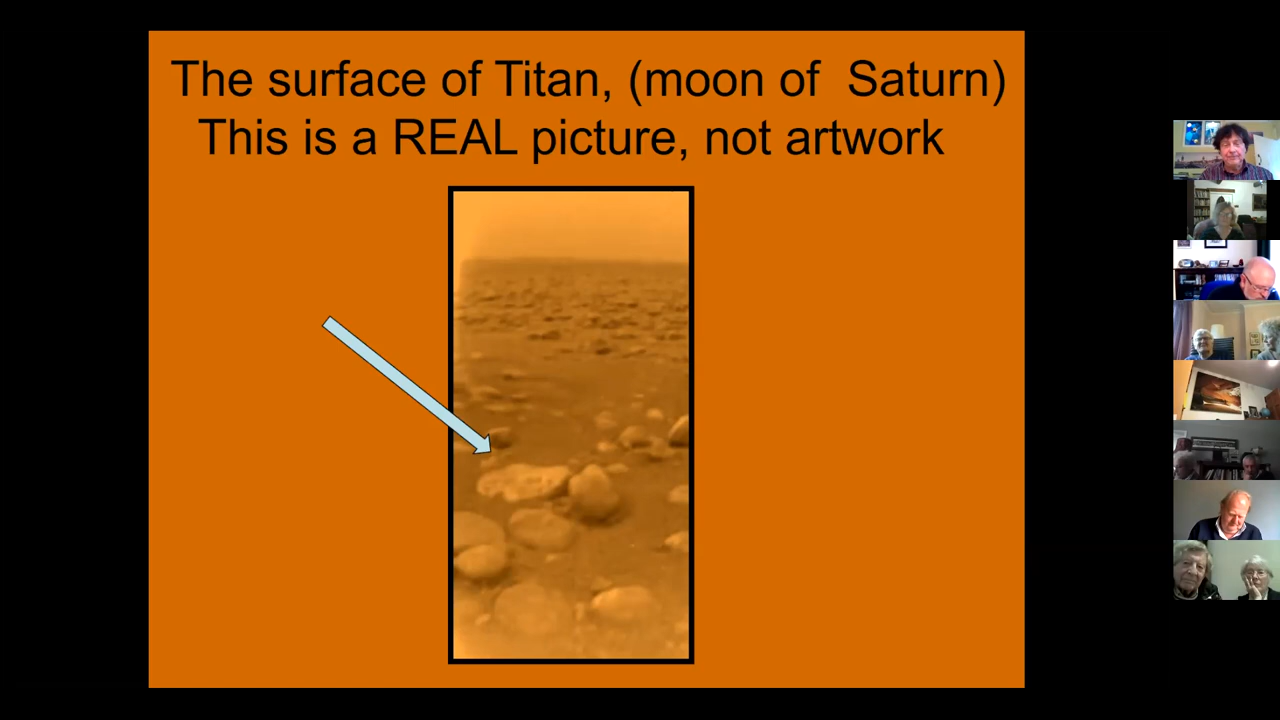 The surface of Titan, (moon of  Saturn)
This is a REAL picture, not artwork